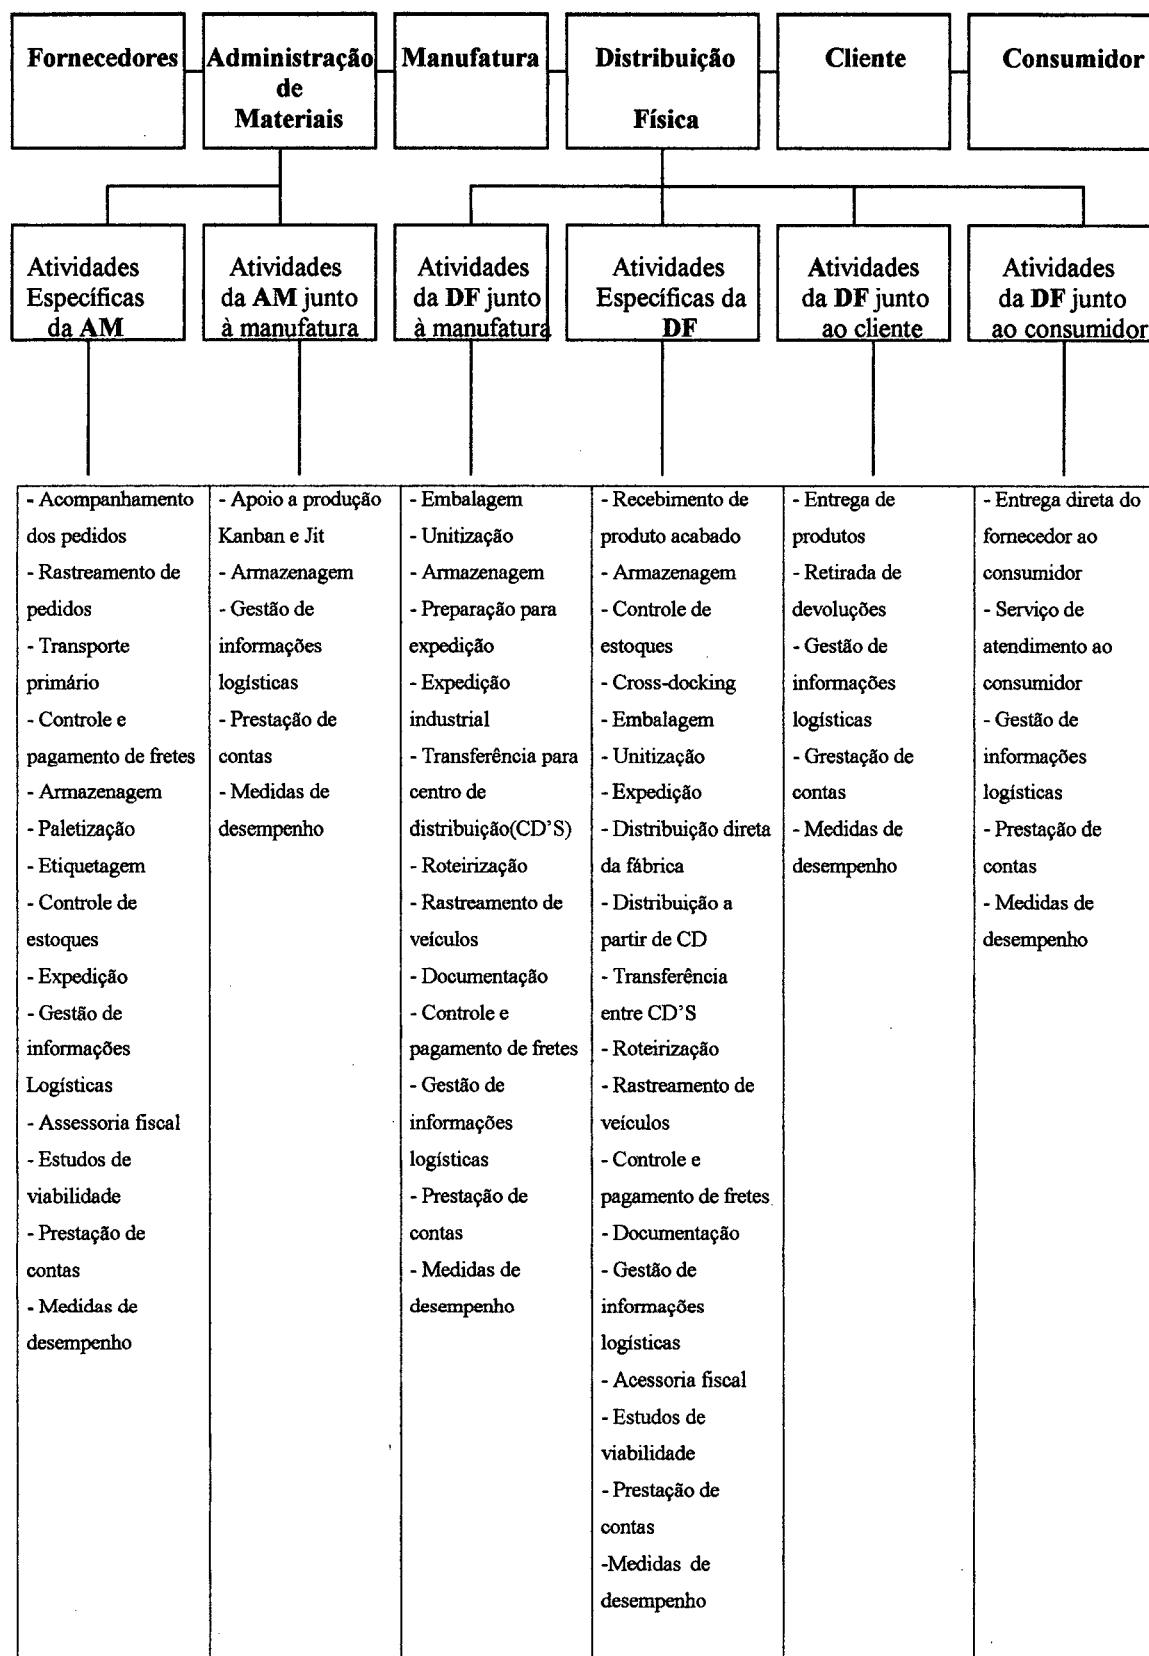 Fornecedores
Administração
de
Materiais
Manufatura
Distribuição
Física
Cliente
Consumidor
Atividades
Específicas
da AM
Atividades
da AM junto
à manufatura
Atividades
da DF junto
à manufatura
Atividades
Específicas da
DF
Atividades
da DF junto
ao cliente
Atividades
da DF junto
ao consumidor
- Acompanhamento
dos pedidos
- Rastreamento de
pedidos
- Transporte
primário
- Controle e
pagamento de fretes
- Armazenagem
- Paletização
- Etiquetagem
- Controle de
estoques
- Expedição
- Gestão de
informações
Logísticas
- Assessoria fiscal
- Estudos de
viabilidade
- Prestação de
contas
- Medidas de
desempenho
- Apoio a produção
Kanban e Jit
- Armazenagem
- Gestão de
informações
logísticas
- Prestação de
contas
- Medidas de
desempenho
- Embalagem
- Unitização
- Armazenagem
- Preparação para
expedição
- Expedição
industrial
- Transferência para
centro de
distribuição(CD'S)
- Roteirização
- Rastreamento de
veículos
- Documentação
- Controle e
pagamento de fretes
- Gestão de
informações
logísticas
- Prestação de
contas
- Medidas de
desempenho
- Recebimento de
produto acabado
- Armazenagem
- Controle de
estoques
- Cross-docking
- Embalagem
- Unitização
- Expedição
- Distribuição direta
da fábrica
- Distribuição a
partir de CD
- Transferência
entre CD'S
- Roteirização
- Rastreamento de
veículos
- Controle e
pagamento de fretes
- Documentação
- Gestão de
informações
logísticas
- Acessoria fiscal
- Estudos de
viabilidade
- Prestação de
contas
-Medidas de
desempenho
- Entrega de
produtos
- Retirada de
devoluções
- Gestão de
informações
logísticas
- Grestação de
contas
- Medidas de
desempenho
- Entrega direta do
fornecedor ao
consumidor
- Serviço de
atendimento ao
consumidor
- Gestão de
informações
logísticas
- Prestação de
contas
- Medidas de
desempenho